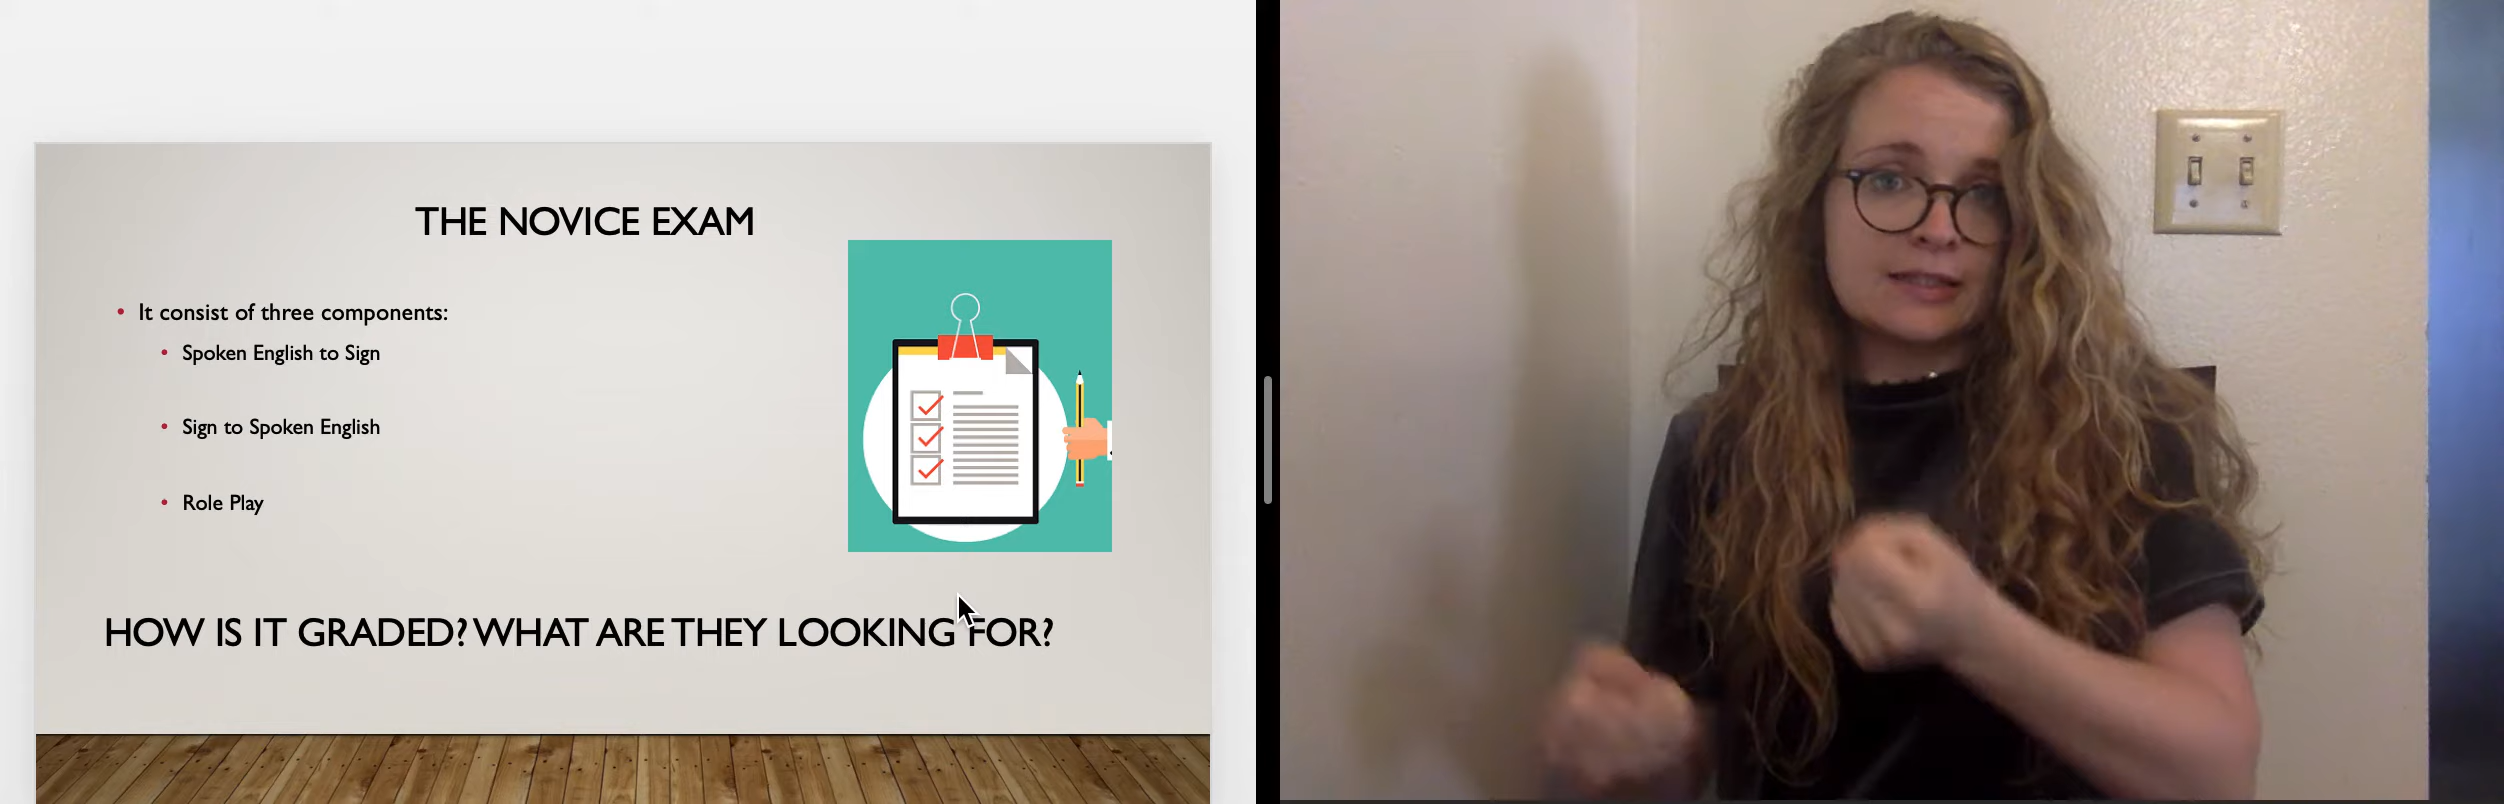 THE NOVICE EXAM
• It consist of three components:
• Spoken English to Sign
• Sign to Spoken English
• Role Play
HOW IS IT GRADED? WHAT ARE THEY LOOKING FOR?